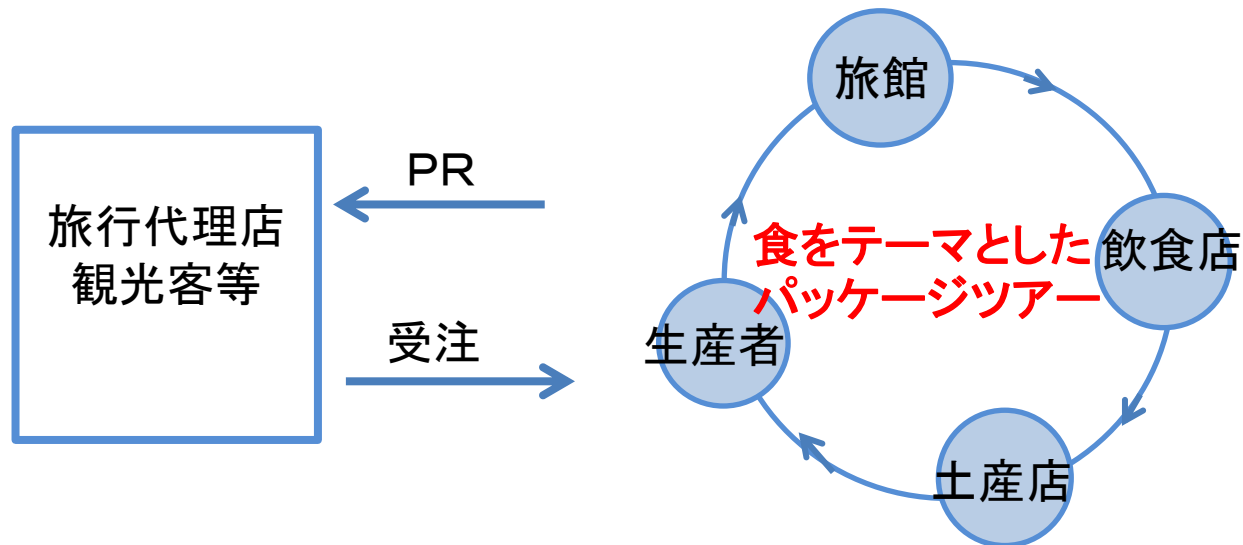 旅行代理店
観光客等
PR
受注
旅館
食をテーマとした
パッケージツアー
飲食店
生産者
土産店